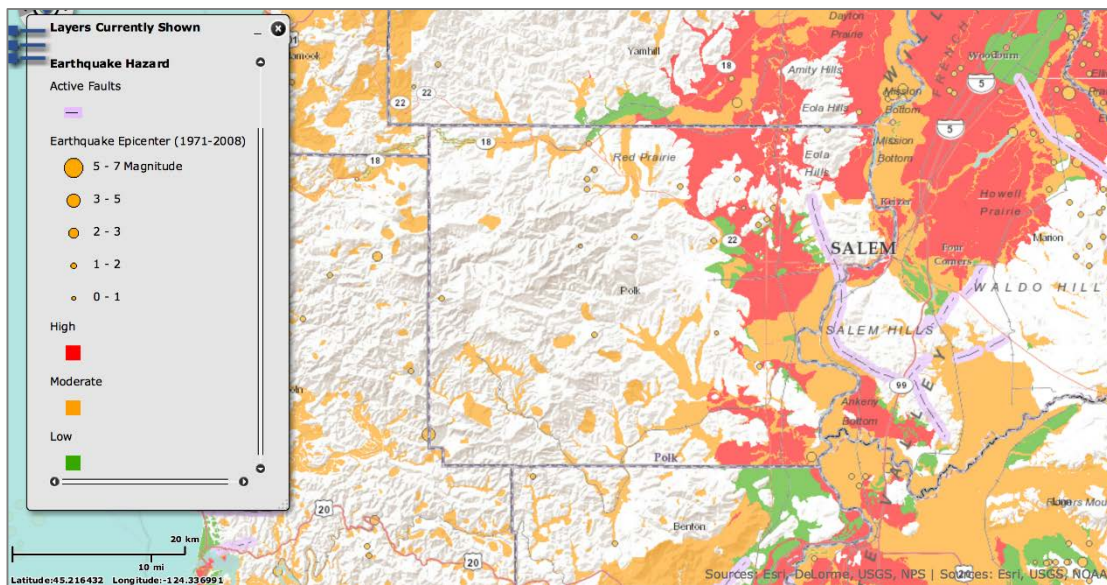 Layers Currently Shown
Earthquake Hazard
Active Faults
Earthquake Epicenter (1971-2008)
5 - 7 Magnitude
3 - 5
2 - 3
1 - 2
0 - 1
High
Moderate
Low
20 km
10 mi
Latitude:45.216432 Longitude:-124.336991
Yamhill
Dayton
Prairie
Woodburn
18
22
22
Amity Hills
Eola Hills
Mission
Bottom
5
5
18
18
Red Prairie
Eola
Hills
Mission
Bottom
Keizer
Howell
Prairie
22
SALEM
Four
Corners
Marion
WALDO HILL
Polk
SALEM HILLS
99
Ankeny
Bottom
Polk
Benton
20
20
Sources: Esri, DeLorme, USGS, NPS | Sources: Esri, USGS, NOAA